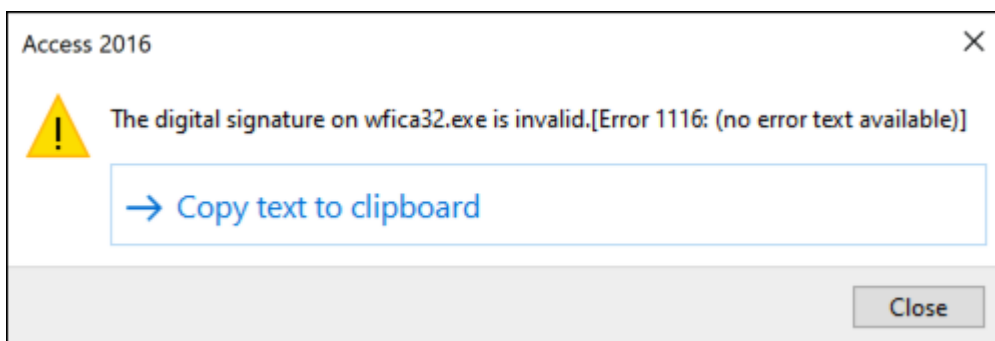 Access 2016
The digital signature on wfica32.exe is invalid.[Error 1116: (no error text available)]
Copy text to clipboard
Close